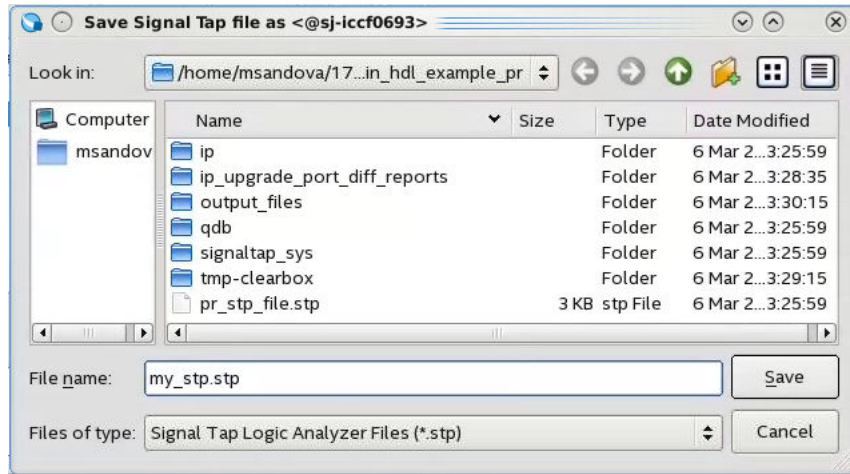 Save Signal Tap file as <@sj-iccf0693>
Look in: /home/msandova/17...in_hdl_example_pr
Computer
msandov
Name Size Type Date Modified
ip Folder 6 Mar 2...3:25:59
ip_upgrade_port_diff_reports Folder 6 Mar 2...3:28:35
output_files Folder 6 Mar 2...3:30:15
qdb Folder 6 Mar 2...3:25:59
signaltap_sys Folder 6 Mar 2...3:25:59
tmp-clearbox Folder 6 Mar 2...3:29:15
pr_stp_file.stp 3 KB stp File 6 Mar 2...3:25:59
File name: my_stp.stp Save
Files of type: Signal Tap Logic Analyzer Files (*.stp) Cancel